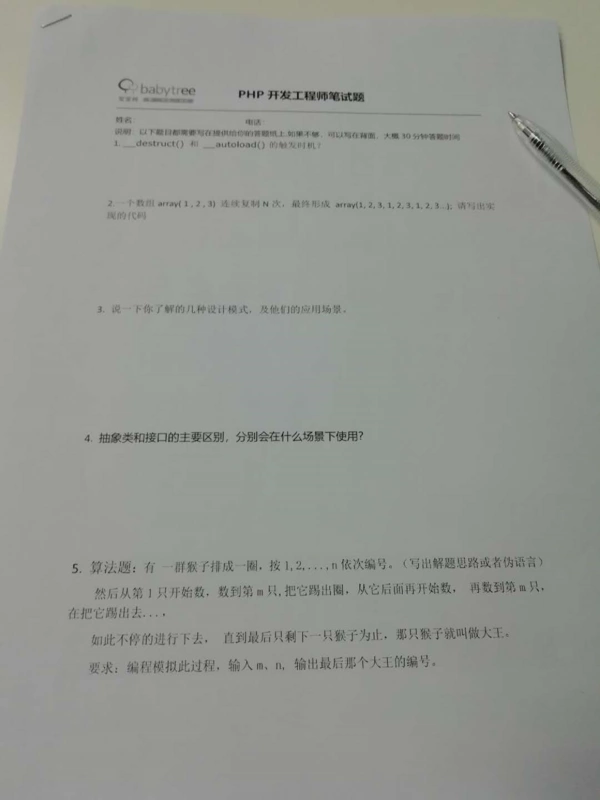 babytree
PHP 开发工程师笔试题
姓名 电话
说明：以下题目都需要写在提供给你的答题纸上.如果不够，可以写在背面，大概 30 分钟答题时间
1. __destruct() 和 __autoload() 的触发时机？
2.一个数组 array( 1 , 2 , 3) 连续复制 N 次，最终形成 array(1, 2, 3, 1, 2, 3, 1, 2, 3...); 请写出实
现的代码
3. 说一下你了解的几种设计模式，及他们的应用场景。
4. 抽象类和接口的主要区别，分别会在什么场景下使用？
5. 算法题：有 一群猴子排成一圈，按 1,2,...,n 依次编号。（写出解题思路或者伪语言）
然后从第 1 只开始数，数到第 m 只,把它踢出圈，从它后面再开始数， 再数到第 m 只，
在把它踢出去...，
如此不停的进行下去， 直到最后只剩下一只猴子为止，那只猴子就叫做大王。
要求：编程模拟此过程，输入 m、n, 输出最后那个大王的编号。